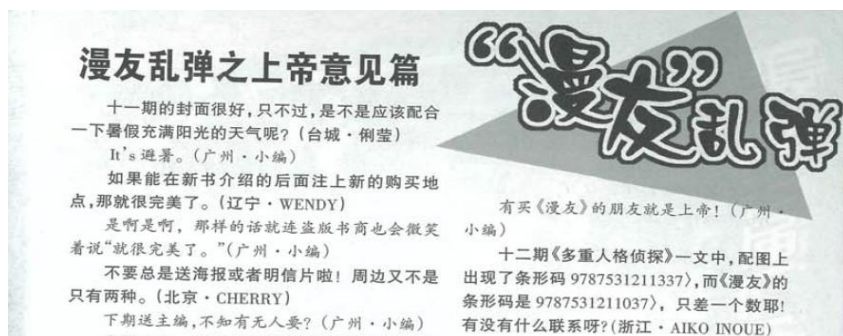 漫友乱弹之上帝意见篇
十一期的封面很好，只不过，是不是应该配合
一下暑假充满阳光的天气呢？(台城·俐莹)
It's 避暑。(广州·小编)
如果能在新书介绍的后面注上新的购买地
点，那就很完美了。(辽宁·WENDY)
是啊是啊，那样的话就连盗版书商也会微笑
着说“就很完美了。”(广州·小编)
不要总是送海报或者明信片啦！周边又不是
只有两种。(北京·CHERRY)
下期送主编，不知有无人要？(广州·小编)
“漫友”乱弹
有买《漫友》的朋友就是上帝！(广州·
小编)
十二期《多重人格侦探》一文中，配图上
出现了条形码 9787531211337〉，而《漫友》的
条形码是 9787531211037〉，只差一个数耶！
有没有什么联系呀？(浙江·AIKO INOUE)